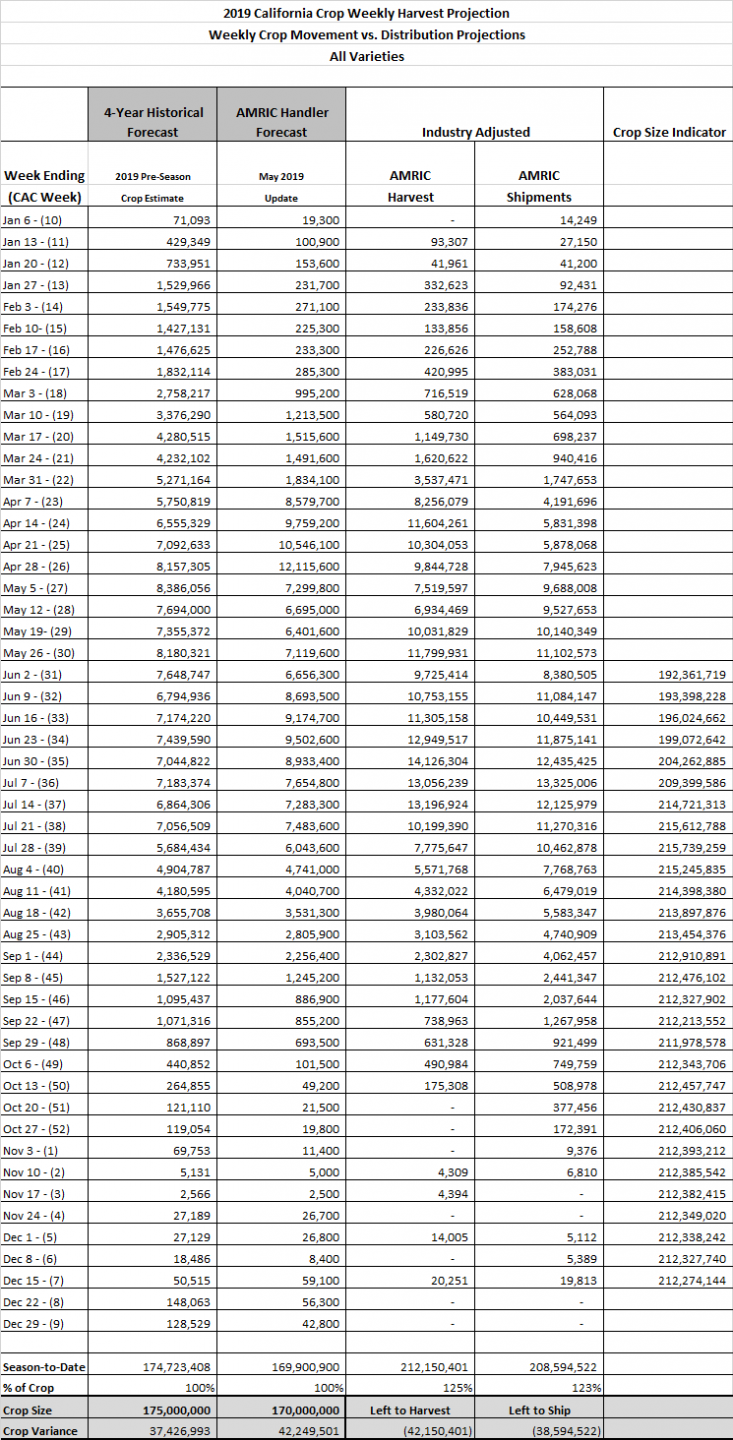 2019 California Crop Weekly Harvest Projection
Weekly Crop Movement vs. Distribution Projections
All Varieties
4-Year Historical Forecast AMRIC Handler Forecast Industry Adjusted Crop Size Indicator
Week Ending 2019 Pre-Season May 2019 AMRIC AMRIC
(CAC Week) Crop Estimate Update Harvest Shipments
Jan 6 - (10) 71,093 19,300 - 14,249
Jan 13 - (11) 429,349 100,900 93,307 27,150
Jan 20 - (12) 733,951 153,600 41,961 41,200
Jan 27 - (13) 1,529,966 231,700 332,623 92,431
Feb 3 - (14) 1,549,775 271,100 233,836 174,276
Feb 10- (15) 1,427,131 225,300 133,856 158,608
Feb 17 - (16) 1,476,625 233,300 226,626 252,788
Feb 24 - (17) 1,832,114 285,300 420,995 383,031
Mar 3 - (18) 2,758,217 995,200 716,519 628,068
Mar 10 - (19) 3,376,290 1,213,500 580,720 564,093
Mar 17 - (20) 4,280,515 1,515,600 1,149,730 698,237
Mar 24 - (21) 4,232,102 1,491,600 1,620,622 940,416
Mar 31 - (22) 5,271,164 1,834,100 3,537,471 1,747,653
Apr 7 - (23) 5,750,819 8,579,700 8,256,079 4,191,696
Apr 14 - (24) 6,555,329 9,759,200 11,604,261 5,831,398
Apr 21 - (25) 7,092,633 10,546,100 10,304,053 5,878,068
Apr 28 - (26) 8,157,305 12,115,600 9,844,728 7,945,623
May 5 - (27) 8,386,056 7,299,800 7,519,597 9,688,008
May 12 - (28) 7,694,000 6,695,000 6,934,469 9,527,653
May 19- (29) 7,355,372 6,401,600 10,031,829 10,140,349
May 26 - (30) 8,180,321 7,119,600 11,799,931 11,102,573
Jun 2 - (31) 7,648,747 6,656,300 9,725,414 8,380,505 192,361,719
Jun 9 - (32) 6,794,936 8,693,500 10,753,155 11,084,147 193,398,228
Jun 16 - (33) 7,174,220 9,174,700 11,305,158 10,449,531 196,024,662
Jun 23 - (34) 7,439,590 9,502,600 12,949,517 11,875,141 199,072,642
Jun 30 - (35) 7,044,822 8,933,400 14,126,304 12,435,425 204,262,885
Jul 7 - (36) 7,183,374 7,654,800 13,056,239 13,325,006 209,399,586
Jul 14 - (37) 6,864,306 7,283,300 13,196,924 12,125,979 214,721,313
Jul 21 - (38) 7,056,509 7,483,600 10,199,390 11,270,316 215,612,788
Jul 28 - (39) 5,684,434 6,043,600 7,775,647 10,462,878 215,739,259
Aug 4 - (40) 4,904,787 4,741,000 5,571,768 7,768,763 215,245,835
Aug 11 - (41) 4,180,595 4,040,700 4,332,022 6,479,019 214,398,380
Aug 18 - (42) 3,655,708 3,531,300 3,980,064 5,583,347 213,897,876
Aug 25 - (43) 2,905,312 2,805,900 3,103,562 4,740,909 213,454,376
Sep 1 - (44) 2,336,529 2,256,400 2,302,827 4,062,457 212,910,891
Sep 8 - (45) 1,527,122 1,245,200 1,132,053 2,441,347 212,476,102
Sep 15 - (46) 1,095,437 886,900 1,177,604 2,037,644 212,327,902
Sep 22 - (47) 1,071,316 855,200 738,963 1,267,958 212,213,552
Sep 29 - (48) 868,897 693,500 631,328 921,499 211,978,578
Oct 6 - (49) 440,852 101,500 490,984 749,759 212,343,706
Oct 13 - (50) 264,855 49,200 175,308 508,978 212,457,747
Oct 20 - (51) 121,110 21,500 - 377,456 212,430,837
Oct 27 - (52) 119,054 19,800 - 172,391 212,406,060
Nov 3 - (1) 69,753 11,400 - 9,376 212,393,212
Nov 10 - (2) 5,131 5,000 4,309 6,810 212,385,542
Nov 17 - (3) 2,566 2,500 4,394 - 212,382,415
Nov 24 - (4) 27,189 26,700 - - 212,349,020
Dec 1 - (5) 27,129 26,800 14,005 5,112 212,338,242
Dec 8 - (6) 18,486 8,400 - 5,389 212,327,740
Dec 15 - (7) 50,515 59,100 20,251 19,813 212,274,144
Dec 22 - (8) 148,063 56,300 - -
Dec 29 - (9) 128,529 42,800 - -
Season-to-Date 174,723,408 169,900,900 212,150,401 208,594,522
% of Crop 100% 100% 125% 123%
Crop Size 175,000,000 170,000,000 Left to Harvest Left to Ship
Crop Variance 37,426,993 42,249,501 (42,150,401) (38,594,522)